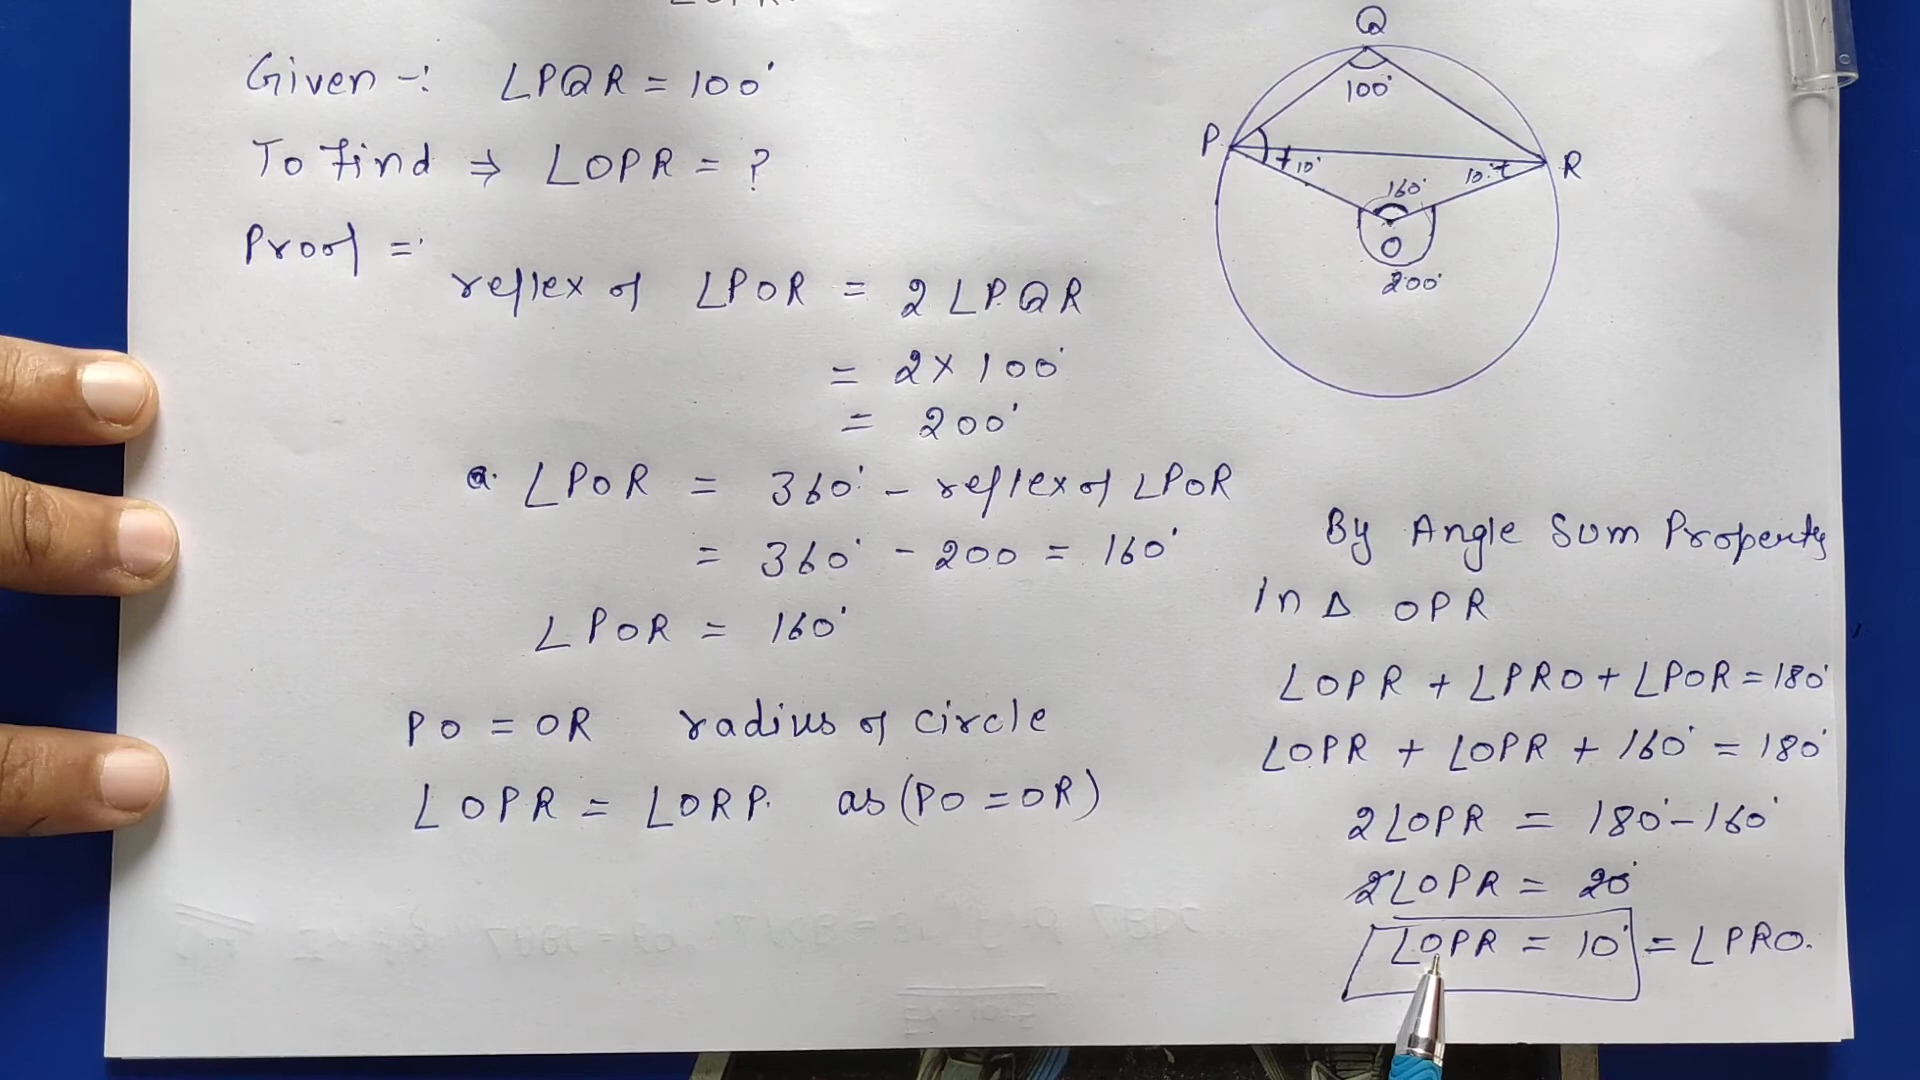 ∠OPR.
Given -: ∠PQR = 100°
To find ⇒ ∠OPR = ?
Proof =
reflex of ∠POR = 2 ∠PQR
= 2 × 100°
= 200°
∠POR = 360° - reflex of ∠POR
= 360° - 200 = 160°
∠POR = 160°
PO = OR radius of circle
∠OPR = ∠ORP. as (PO = OR)
Q
100°
P
R
10°
10°
160°
O
200°
By Angle Sum Property
In Δ OPR
∠OPR + ∠PRO + ∠POR = 180°
∠OPR + ∠OPR + 160° = 180°
2∠OPR = 180° - 160°
2∠OPR = 20°
∠OPR = 10° = ∠PRO.